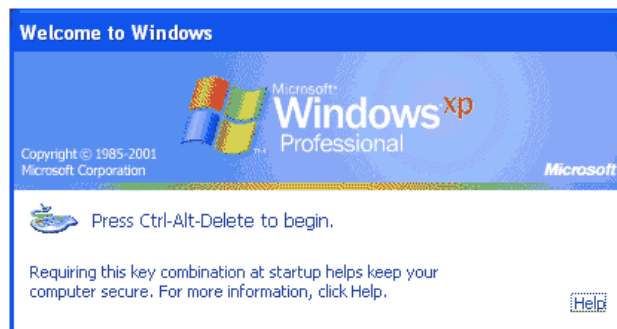 Welcome to Windows
Microsoft®
Windows xp
Professional
TM
Copyright © 1985-2001
Microsoft Corporation
Microsoft
Press Ctrl-Alt-Delete to begin.
Requiring this key combination at startup helps keep your
computer secure. For more information, click Help.
Help